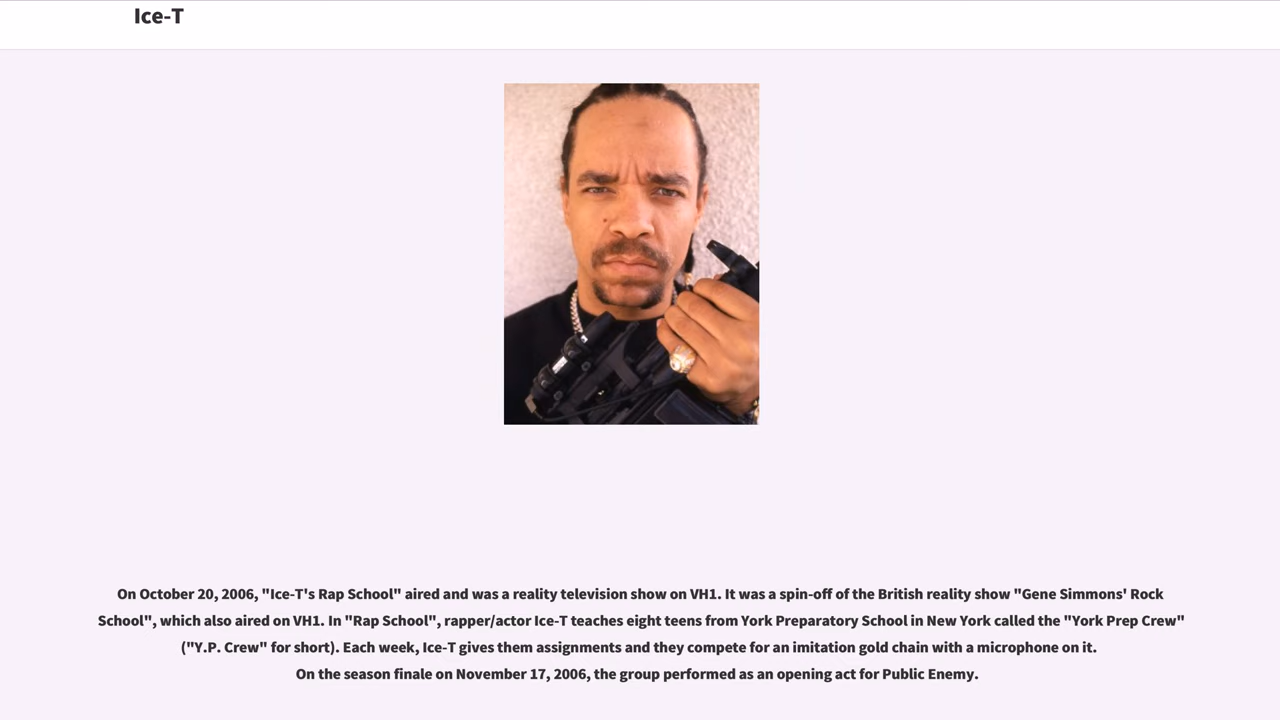 Ice-T
On October 20, 2006, "Ice-T's Rap School" aired and was a reality television show on VH1. It was a spin-off of the British reality show "Gene Simmons' Rock
School", which also aired on VH1. In "Rap School", rapper/actor Ice-T teaches eight teens from York Preparatory School in New York called the "York Prep Crew"
("Y.P. Crew" for short). Each week, Ice-T gives them assignments and they compete for an imitation gold chain with a microphone on it.
On the season finale on November 17, 2006, the group performed as an opening act for Public Enemy.